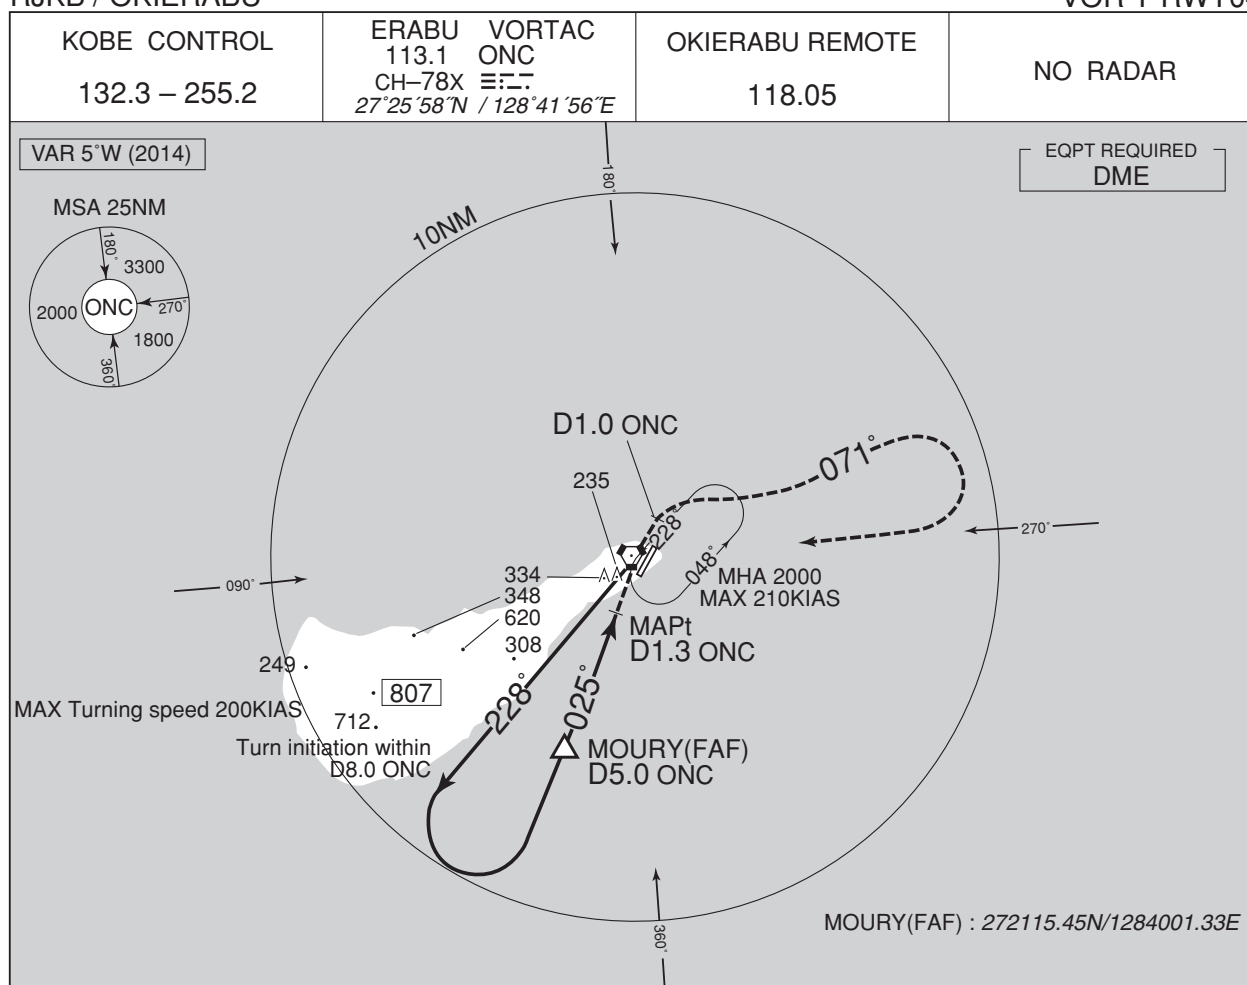 KOBE CONTROL
132.3 – 255.2
ERABU VORTAC
113.1 ONC
CH–78X
27°25´58˝N / 128°41´56˝E
OKIERABU REMOTE
118.05
NO RADAR
VAR 5°W (2014)
EQPT REQUIRED
DME
MSA 25NM
180°
3300
2000
ONC
270°
1800
360°
10NM
180°
D1.0 ONC
071°
235
228°
270°
048°
MHA 2000
MAX 210KIAS
334
348
620
308
090°
MAPt
D1.3 ONC
249
807
712
MAX Turning speed 200KIAS
Turn initiation within
D8.0 ONC
228°
025°
MOURY(FAF)
D5.0 ONC
360°
MOURY(FAF) : 272115.45N/1284001.33E